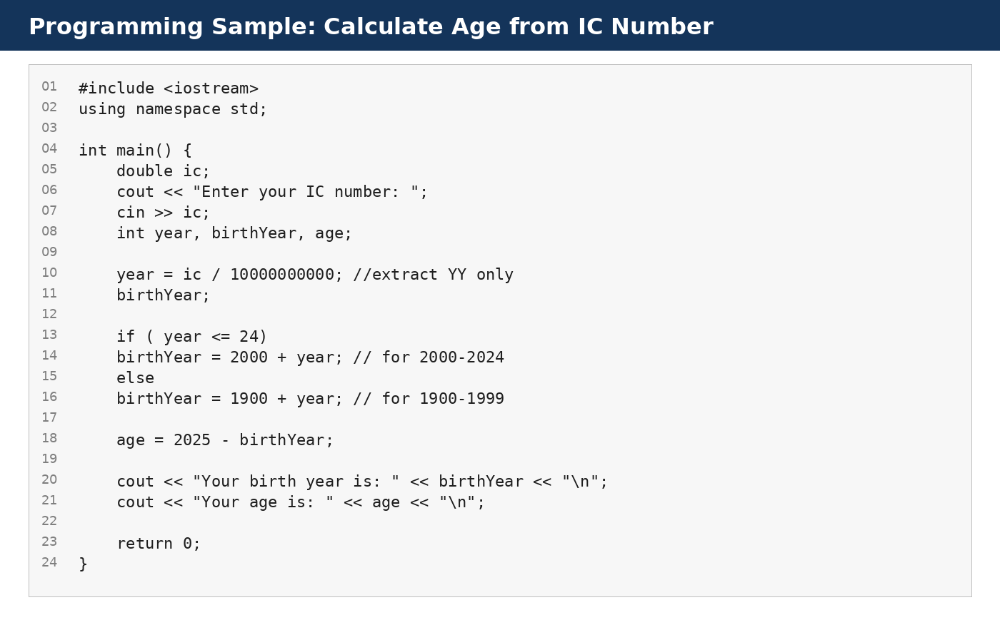 Programming Sample: Calculate Age from IC Number
01 #include <iostream>
02 using namespace std;
03
04 int main() {
05     double ic;
06     cout << "Enter your IC number: ";
07     cin >> ic;
08     int year, birthYear, age;
09
10     year = ic / 10000000000; //extract YY only
11     birthYear;
12
13     if ( year <= 24)
14     birthYear = 2000 + year; // for 2000-2024
15     else
16     birthYear = 1900 + year; // for 1900-1999
17
18     age = 2025 - birthYear;
19
20     cout << "Your birth year is: " << birthYear << "\n";
21     cout << "Your age is: " << age << "\n";
22
23     return 0;
24 }